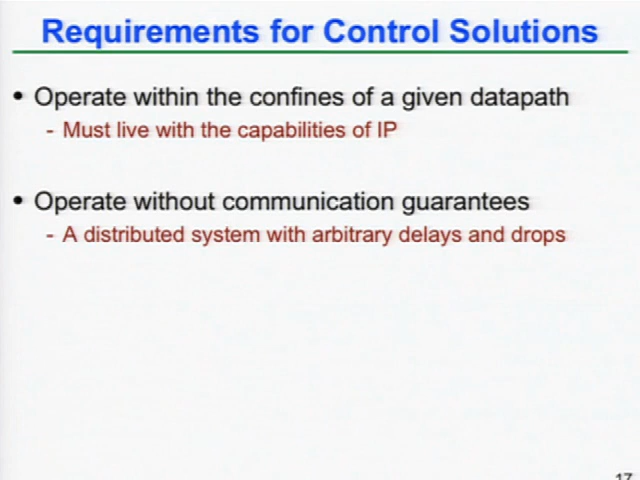 Requirements for Control Solutions
• Operate within the confines of a given datapath
- Must live with the capabilities of IP
• Operate without communication guarantees
- A distributed system with arbitrary delays and drops
17